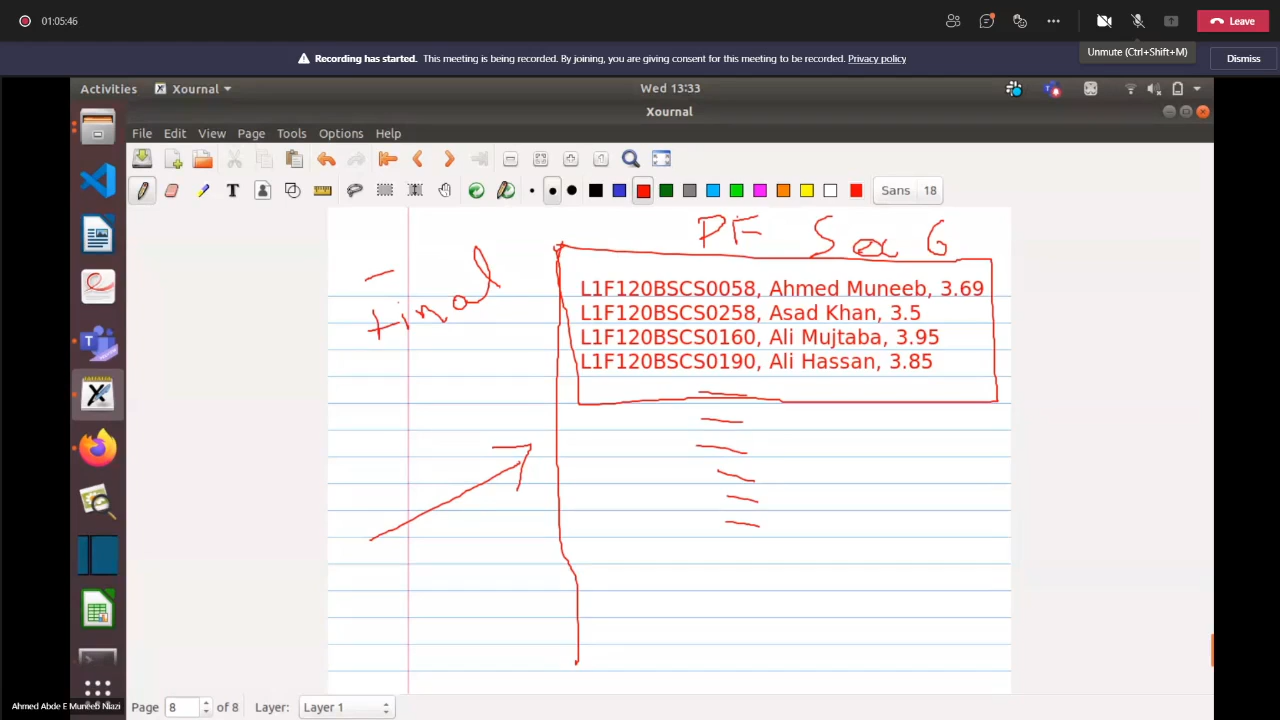 01:05:46
Leave
Unmute (Ctrl+Shift+M)
Recording has started. This meeting is being recorded. By joining, you are giving consent for this meeting to be recorded. Privacy policy
Dismiss
Activities
Xournal
Wed 13:33
Xournal
File Edit View Page Tools Options Help
Sans 18
PF Sec 6
Final
L1F120BSCS0058, Ahmed Muneeb, 3.69
L1F120BSCS0258, Asad Khan, 3.5
L1F120BSCS0160, Ali Mujtaba, 3.95
L1F120BSCS0190, Ali Hassan, 3.85
Ahmed Abde E Muneeb Niazi
Page 8 of 8 Layer: Layer 1